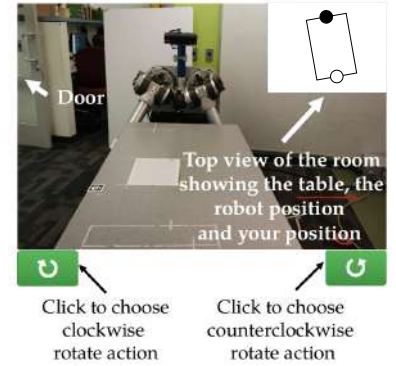 Door
Top view of the room
showing the table, the
robot position
and your position
Click to choose
clockwise
rotate action
Click to choose
counterclockwise
rotate action